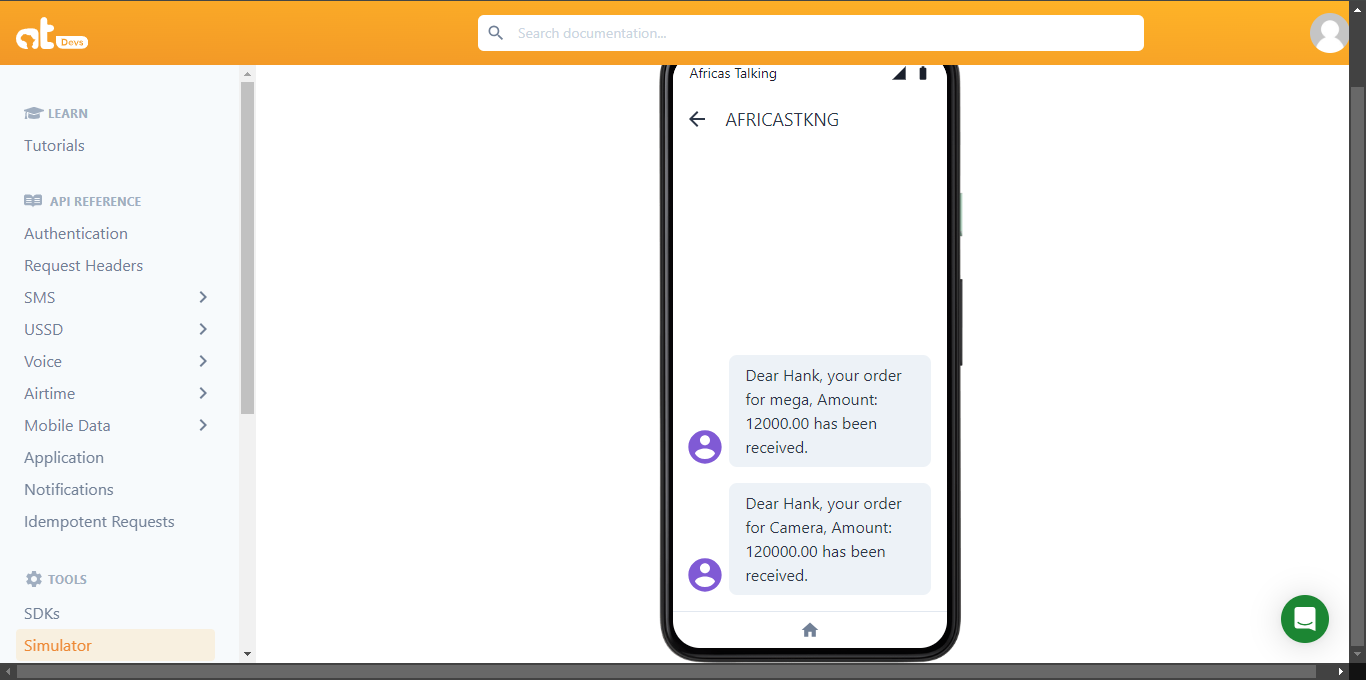 at Devs
Search documentation...
LEARN
Tutorials
API REFERENCE
Authentication
Request Headers
SMS
USSD
Voice
Airtime
Mobile Data
Application
Notifications
Idempotent Requests
TOOLS
SDKs
Simulator
Africas Talking
AFRICASTKNG
Dear Hank, your order
for mega, Amount:
12000.00 has been
received.
Dear Hank, your order
for Camera, Amount:
120000.00 has been
received.